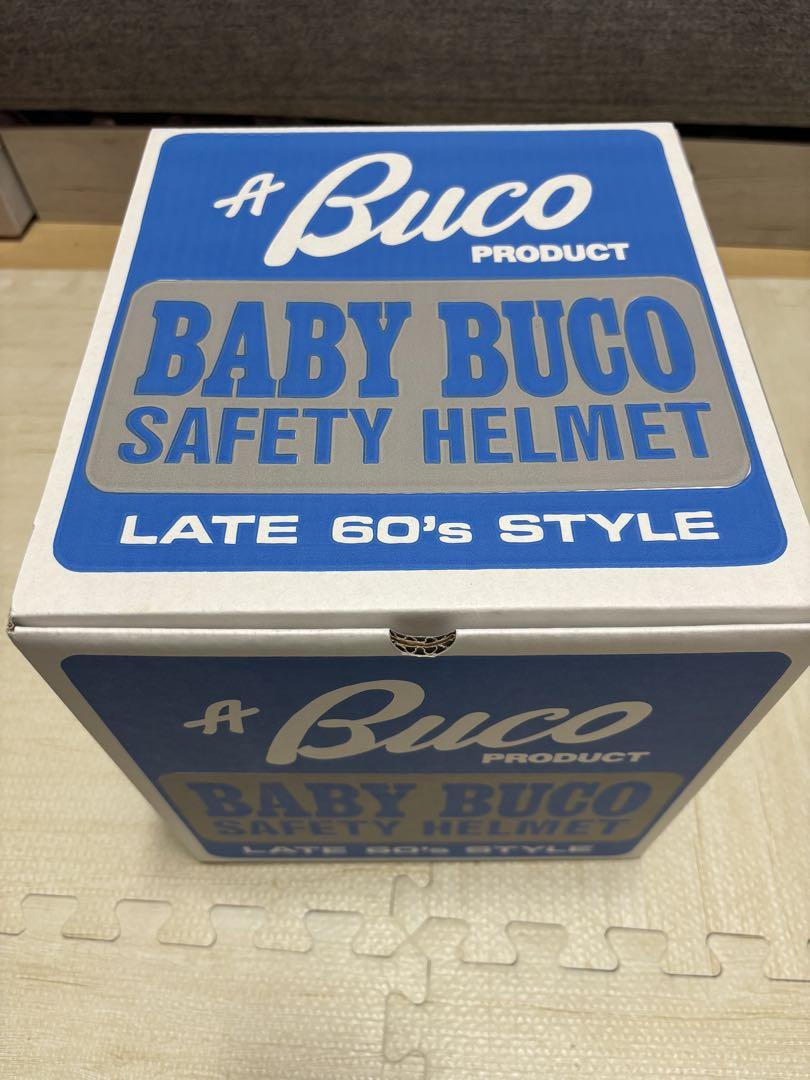 A Buco
PRODUCT
BABY BUCO
SAFETY HELMET
LATE 60's STYLE
A Buco
PRODUCT
BABY BUCO
SAFETY HELMET
LATE 60's STYLE